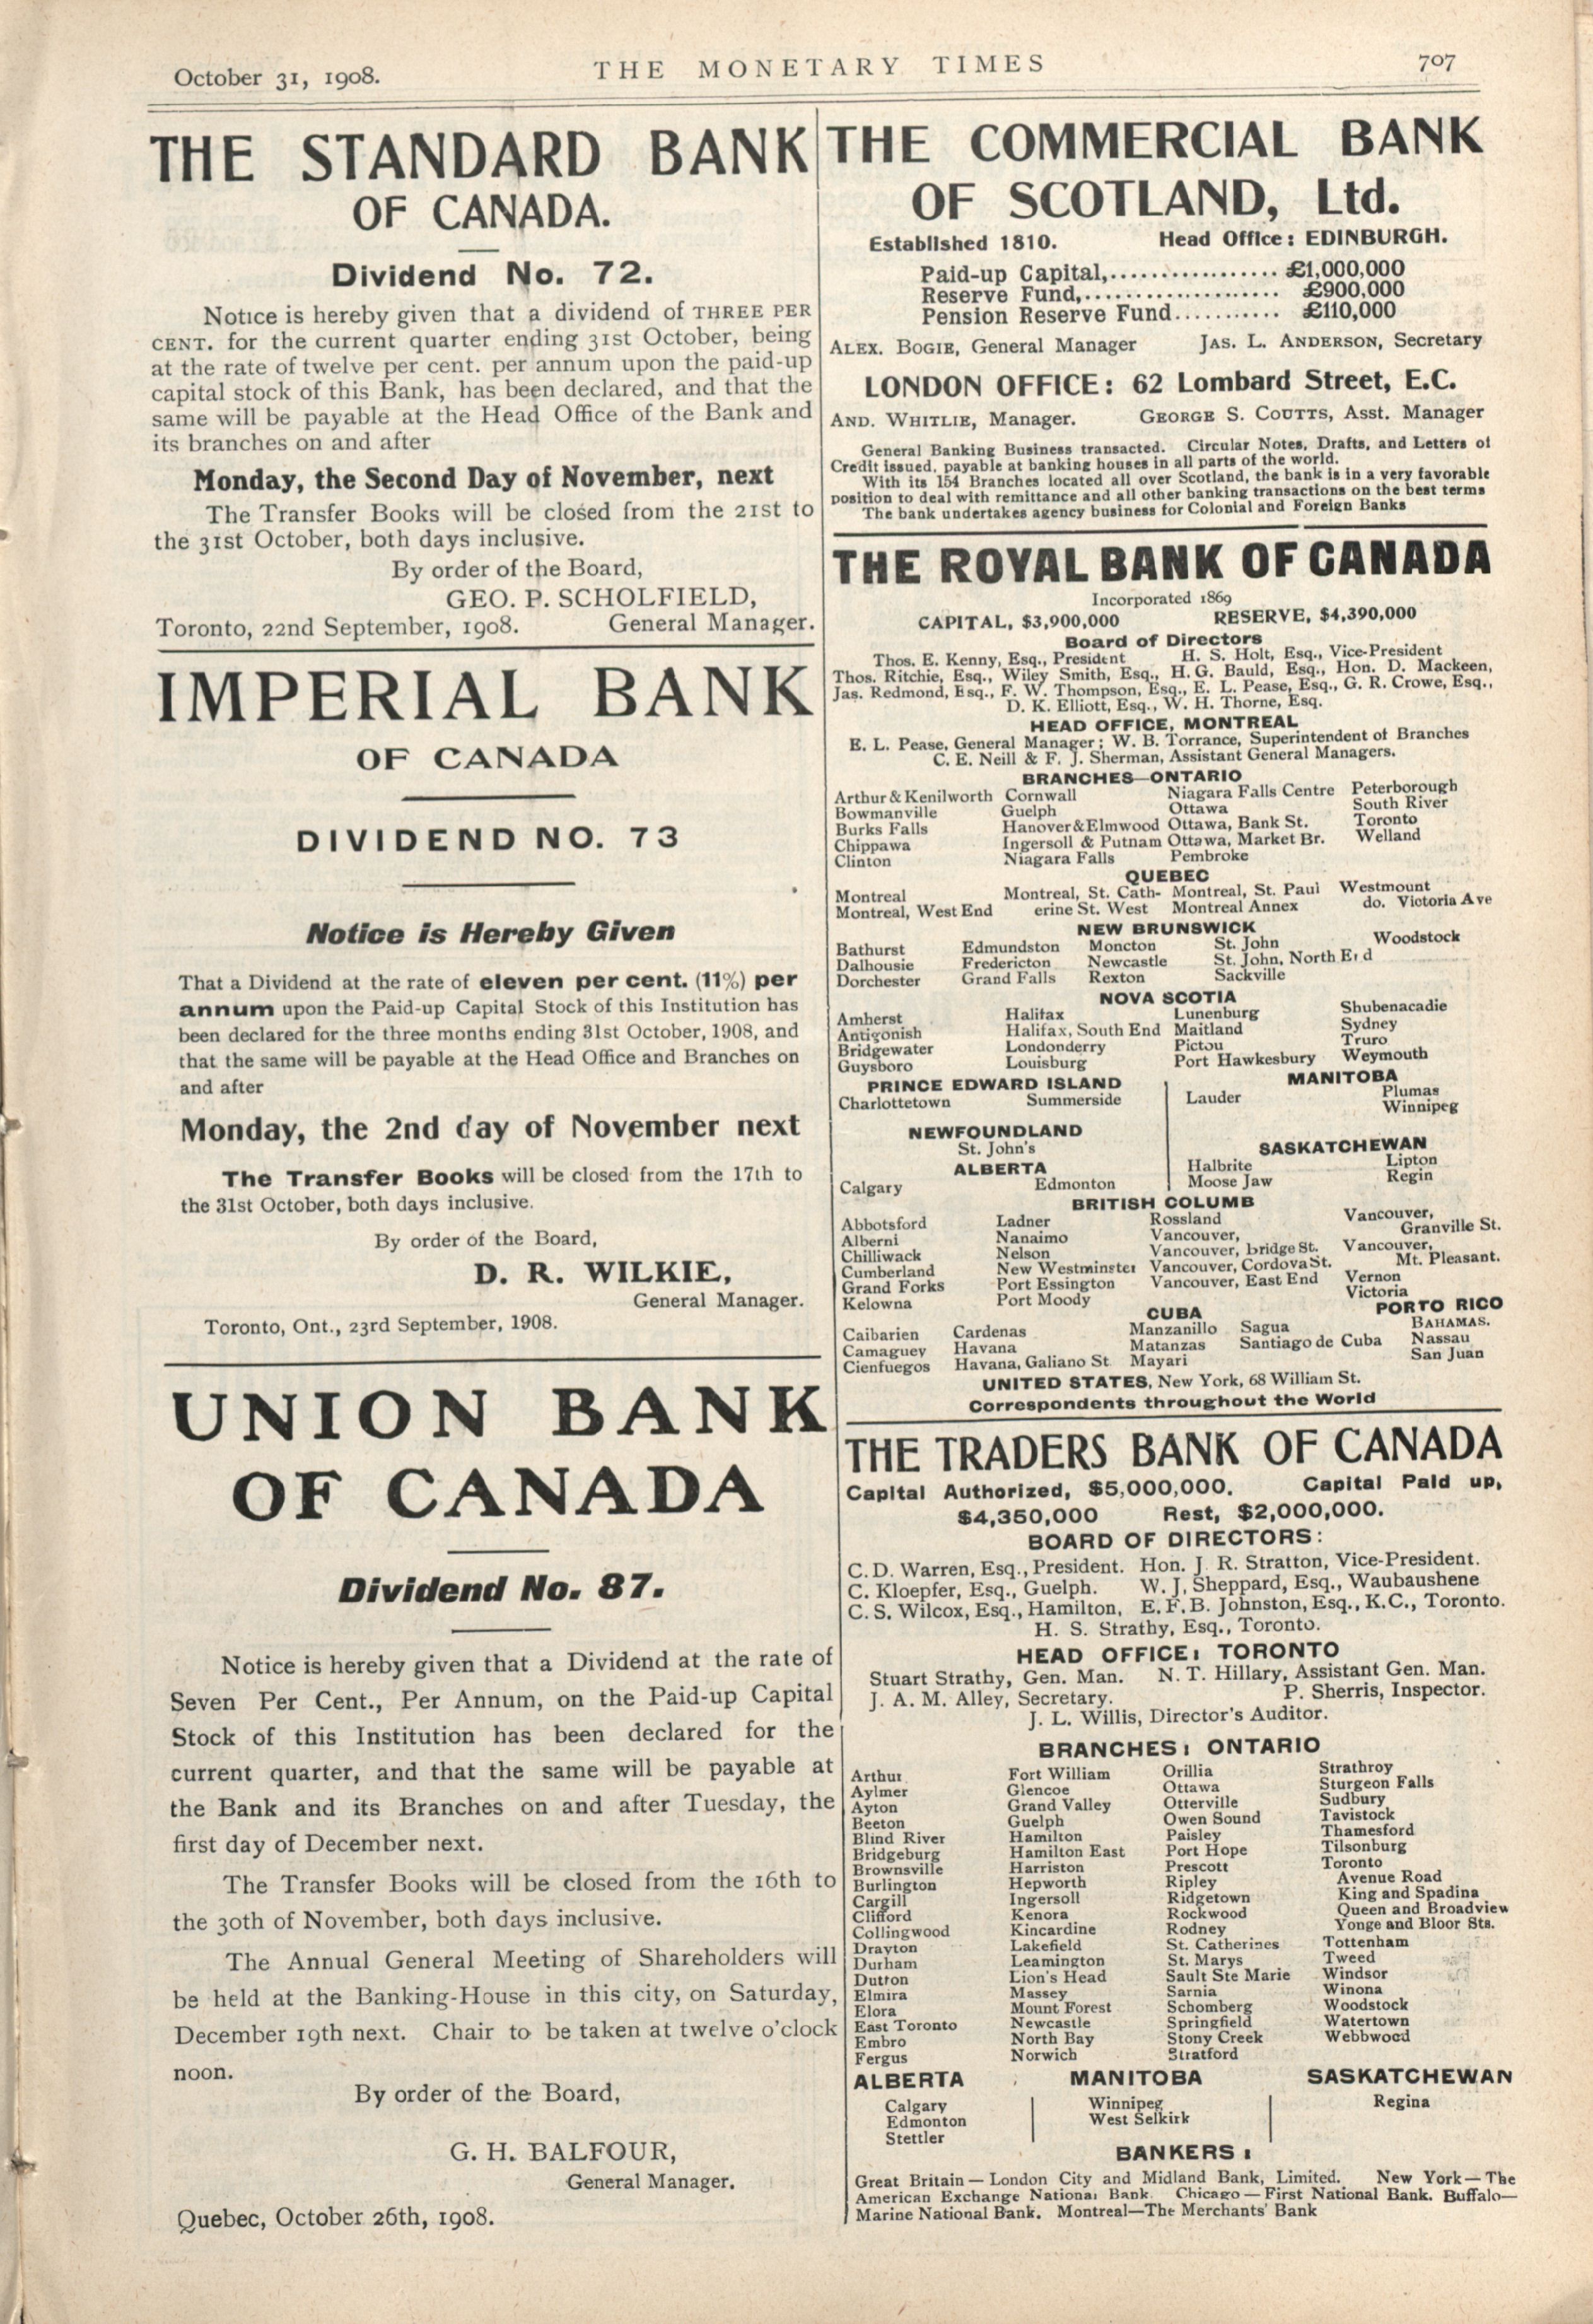 October 31, 1908.
THE MONETARY TIMES
707
THE STANDARD BANK
OF CANADA.
Dividend No. 72.
Notice is hereby given that a dividend of THREE PER
CENT. for the current quarter ending 31st October, being
at the rate of twelve per cent. per annum upon the paid-up
capital stock of this Bank, has been declared, and that the
same will be payable at the Head Office of the Bank and
its branches on and after
Monday, the Second Day of November, next
The Transfer Books will be closed from the 21st to
the 31st October, both days inclusive.
By order of the Board,
GEO. P. SCHOLFIELD,
Toronto, 22nd September, 1908. General Manager.
IMPERIAL BANK
OF CANADA
DIVIDEND NO. 73
Notice is Hereby Given
That a Dividend at the rate of eleven per cent. (11%) per
annum upon the Paid-up Capital Stock of this Institution has
been declared for the three months ending 31st October, 1908, and
that the same will be payable at the Head Office and Branches on
and after
Monday, the 2nd day of November next
The Transfer Books will be closed from the 17th to
the 31st October, both days inclusive.
By order of the Board,
D. R. WILKIE,
General Manager.
Toronto, Ont., 23rd September, 1908.
UNION BANK
OF CANADA
Dividend No. 87.
Notice is hereby given that a Dividend at the rate of
Seven Per Cent., Per Annum, on the Paid-up Capital
Stock of this Institution has been declared for the
current quarter, and that the same will be payable at
the Bank and its Branches on and after Tuesday, the
first day of December next.
The Transfer Books will be closed from the 16th to
the 30th of November, both days inclusive.
The Annual General Meeting of Shareholders will
be held at the Banking-House in this city, on Saturday,
December 19th next. Chair to be taken at twelve o'clock
noon.
By order of the Board,
G. H. BALFOUR,
General Manager.
Quebec, October 26th, 1908.
THE COMMERCIAL BANK
OF SCOTLAND, Ltd.
Established 1810. Head Office: EDINBURGH.
Paid-up Capital,................. £1,000,000
Reserve Fund,.................... £900,000
Pension Reserve Fund........... £110,000
ALEX. BOGIE, General Manager JAS. L. ANDERSON, Secretary
LONDON OFFICE: 62 Lombard Street, E.C.
AND. WHITLIE, Manager. GEORGE S. COUTTS, Asst. Manager
General Banking Business transacted. Circular Notes, Drafts, and Letters of
Credit issued, payable at banking houses in all parts of the world.
With its 154 Branches located all over Scotland, the bank is in a very favorable
position to deal with remittance and all other banking transactions on the best terms
The bank undertakes agency business for Colonial and Foreign Banks
THE ROYAL BANK OF CANADA
Incorporated 1869
CAPITAL, $3,900,000 RESERVE, $4,390,000
Board of Directors
Thos. E. Kenny, Esq., President H. S. Holt, Esq., Vice-President
Thos. Ritchie, Esq., Wiley Smith, Esq., H. G. Bauld, Esq., Hon. D. Mackeen,
Jas. Redmond, Esq., F. W. Thompson, Esq., E. L. Pease, Esq., G. R. Crowe, Esq.,
D. K. Elliott, Esq., W. H. Thorne, Esq.
HEAD OFFICE, MONTREAL
E. L. Pease, General Manager; W. B. Torrance, Superintendent of Branches
C. E. Neill & F. J. Sherman, Assistant General Managers.
BRANCHES—ONTARIO
Arthur & Kenilworth Cornwall Niagara Falls Centre Peterborough
Bowmanville Guelph Ottawa South River
Burks Falls Hanover&Elmwood Ottawa, Bank St. Toronto
Chippawa Ingersoll & Putnam Ottawa, Market Br. Welland
Clinton Niagara Falls Pembroke
QUEBEC
Montreal Montreal, St. Cath- Montreal, St. Paul Westmount
Montreal, West End erine St. West Montreal Annex do. Victoria Ave
NEW BRUNSWICK
Bathurst Edmundston Moncton St. John Woodstock
Dalhousie Fredericton Newcastle St. John, North End
Dorchester Grand Falls Rexton Sackville
NOVA SCOTIA
Amherst Halifax Lunenburg Shubenacadie
Antigonish Halifax, South End Maitland Sydney
Bridgewater Londonderry Pictou Truro
Guysboro Louisburg Port Hawkesbury Weymouth
PRINCE EDWARD ISLAND
Charlottetown Summerside
MANITOBA
Lauder Plumas
Winnipeg
NEWFOUNDLAND
St. John's
ALBERTA
Calgary Edmonton
SASKATCHEWAN
Halbrite Lipton
Moose Jaw Regin
BRITISH COLUMB
Abbotsford Ladner Rossland Vancouver,
Alberni Nanaimo Vancouver, Granville St.
Chilliwack Nelson Vancouver, bridge St. Vancouver,
Cumberland New Westminster Vancouver, Cordova St. Mt. Pleasant.
Grand Forks Port Essington Vancouver, East End Vernon
Kelowna Port Moody Victoria
CUBA PORTO RICO
BAHAMAS.
Caibarien Cardenas Manzanillo Sagua Nassau
Camaguey Havana Matanzas Santiago de Cuba San Juan
Cienfuegos Havana, Galiano St Mayari
UNITED STATES, New York, 68 William St.
Correspondents throughout the World
THE TRADERS BANK OF CANADA
Capital Authorized, $5,000,000. Capital Paid up,
$4,350,000 Rest, $2,000,000.
BOARD OF DIRECTORS:
C. D. Warren, Esq., President. Hon. J. R. Stratton, Vice-President.
C. Kloepfer, Esq., Guelph. W. J. Sheppard, Esq., Waubaushene
C. S. Wilcox, Esq., Hamilton, E. F. B. Johnston, Esq., K.C., Toronto.
H. S. Strathy, Esq., Toronto.
HEAD OFFICE: TORONTO
Stuart Strathy, Gen. Man. N. T. Hillary, Assistant Gen. Man.
J. A. M. Alley, Secretary. P. Sherris, Inspector.
J. L. Willis, Director's Auditor.
BRANCHES: ONTARIO
Arthur Fort William Orillia Strathroy
Aylmer Glencoe Ottawa Sturgeon Falls
Ayton Grand Valley Otterville Sudbury
Beeton Guelph Owen Sound Tavistock
Blind River Hamilton Paisley Thamesford
Bridgeburg Hamilton East Port Hope Tilsonburg
Brownsville Harriston Prescott Toronto
Burlington Hepworth Ripley Avenue Road
Cargill Ingersoll Ridgetown King and Spadina
Clifford Kenora Rockwood Queen and Broadview
Collingwood Kincardine Rodney Yonge and Bloor Sts.
Drayton Lakefield St. Catherines Tottenham
Durham Leamington St. Marys Tweed
Dutton Lion's Head Sault Ste Marie Windsor
Elmira Massey Sarnia Winona
Elora Mount Forest Schomberg Woodstock
East Toronto Newcastle Springfield Watertown
Embro North Bay Stony Creek Webbwood
Fergus Norwich Stratford
ALBERTA MANITOBA SASKATCHEWAN
Calgary Winnipeg Regina
Edmonton West Selkirk
Stettler
BANKERS:
Great Britain — London City and Midland Bank, Limited. New York — The
American Exchange National Bank. Chicago — First National Bank. Buffalo—
Marine National Bank. Montreal—The Merchants' Bank